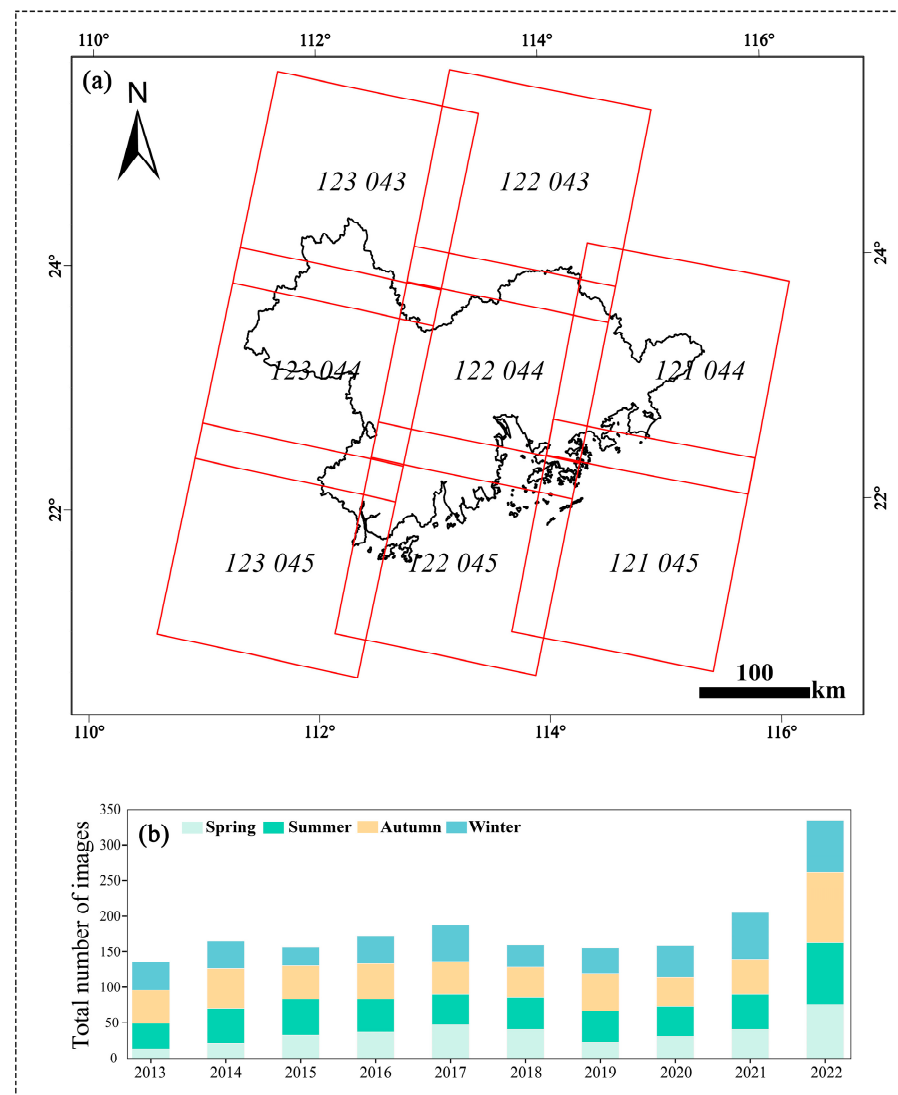 110° 112° 114° 116°
(a)
N
123 043 122 043
24° 24°
123 044 122 044 121 044
22° 22°
123 045 122 045 121 045
100
km
110° 112° 114° 116°
(b)
Spring Summer Autumn Winter
Total number of images
350
300
250
200
150
100
50
0
2013 2014 2015 2016 2017 2018 2019 2020 2021 2022